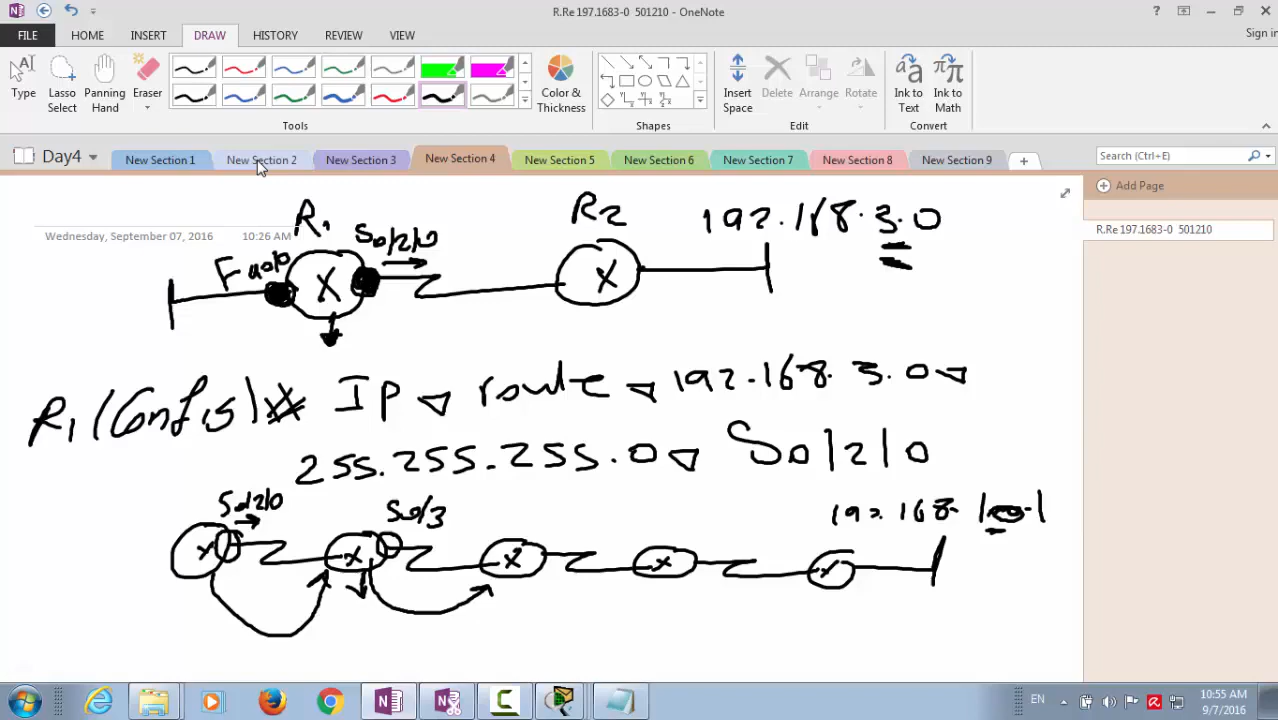 R.Re 197.1683-0 501210 - OneNote
Sign in
FILE HOME INSERT DRAW HISTORY REVIEW VIEW
Type Lasso Select Panning Hand Eraser Color & Thickness Insert Space Delete Arrange Rotate Ink to Text Ink to Math
Tools Shapes Edit Convert
Day4 New Section 1 New Section 2 New Section 3 New Section 4 New Section 5 New Section 6 New Section 7 New Section 8 New Section 9 Search (Ctrl+E)
Add Page
R.Re 197.1683-0 501210
Wednesday, September 07, 2016 10:26 AM
R1 S0/2/0 R2 192.168.3.0
X X
R1(Config)# IP route 192.168.3.0
255.255.255.0 S0/2/0
S0/2/0 S0/3 192.168.
X X X X X
EN 10:55 AM
9/7/2016